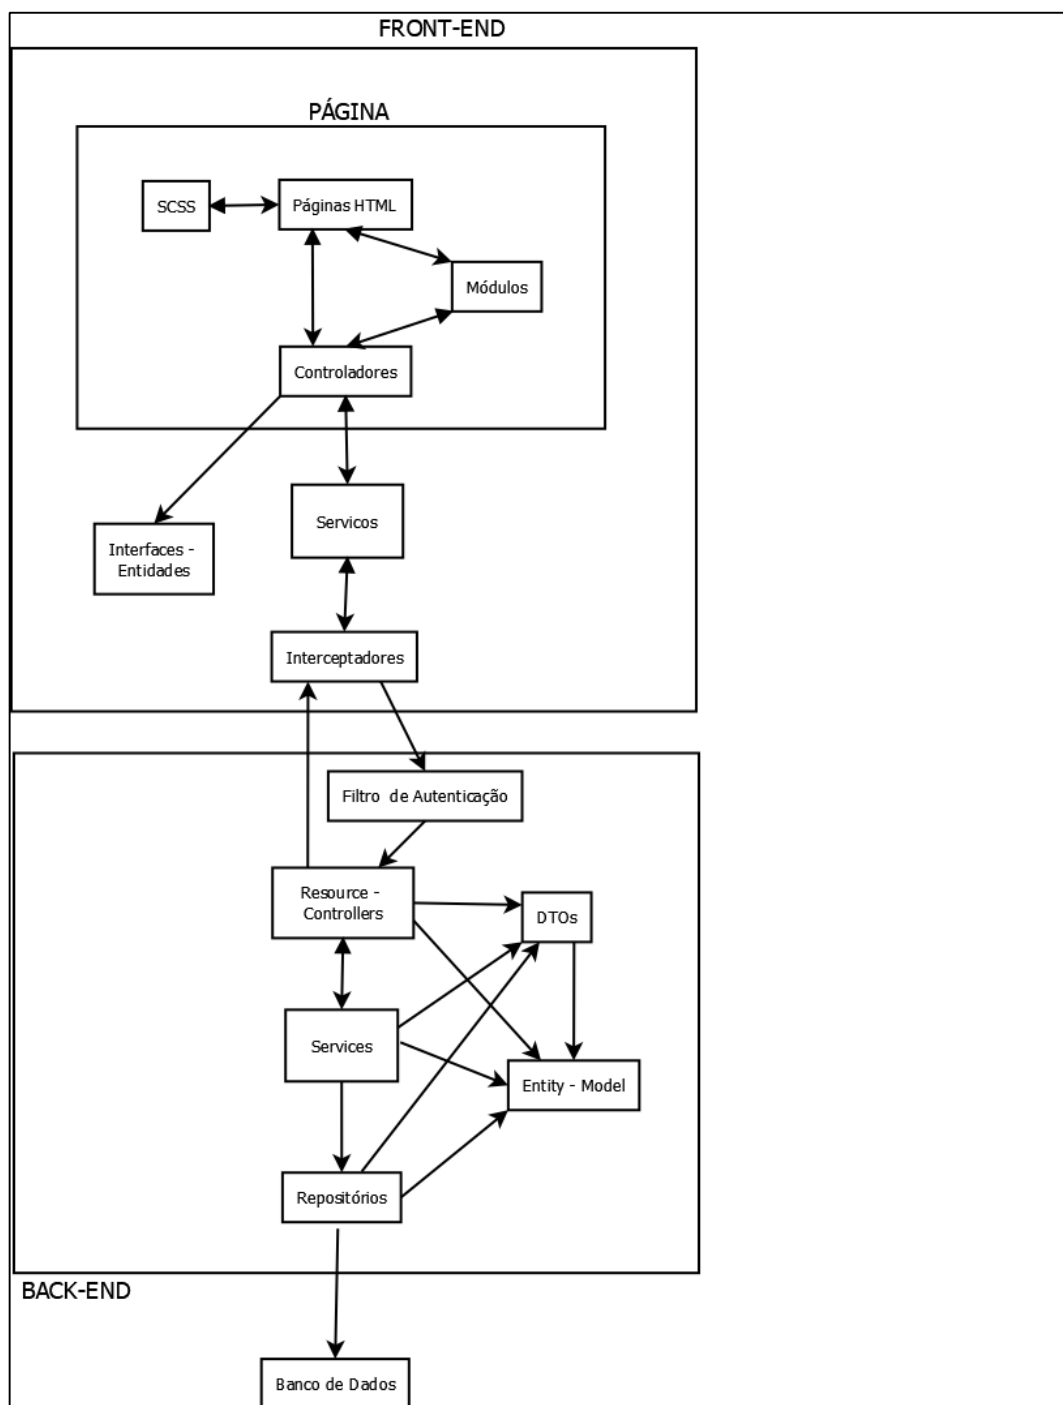 FRONT-END
PÁGINA
SCSS
Páginas HTML
Módulos
Controladores
Servicos
Interfaces -
Entidades
Interceptadores
Filtro de Autenticação
Resource -
Controllers
DTOs
Services
Entity - Model
Repositórios
BACK-END
Banco de Dados